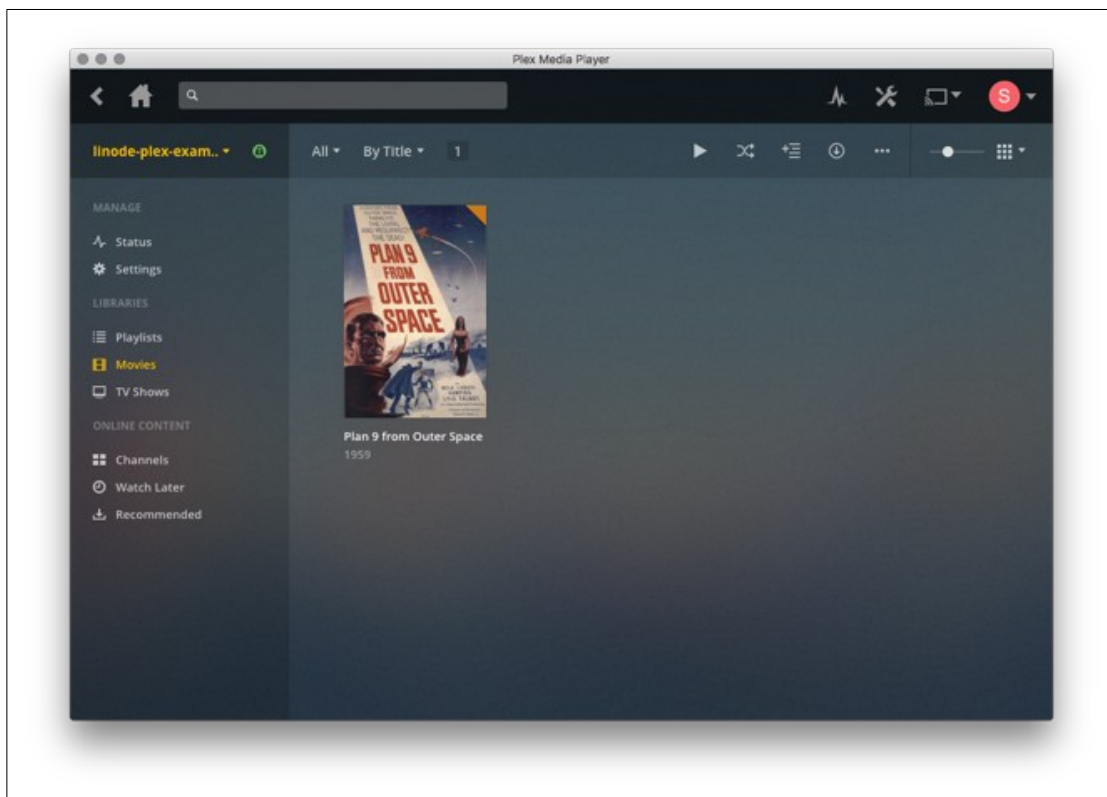 Plex Media Player
S
linode-plex-exam..
All
By Title
1
MANAGE
Status
Settings
LIBRARIES
Playlists
Movies
TV Shows
ONLINE CONTENT
Channels
Watch Later
Recommended
PLAN 9
FROM
OUTER
SPACE
Plan 9 from Outer Space
1959